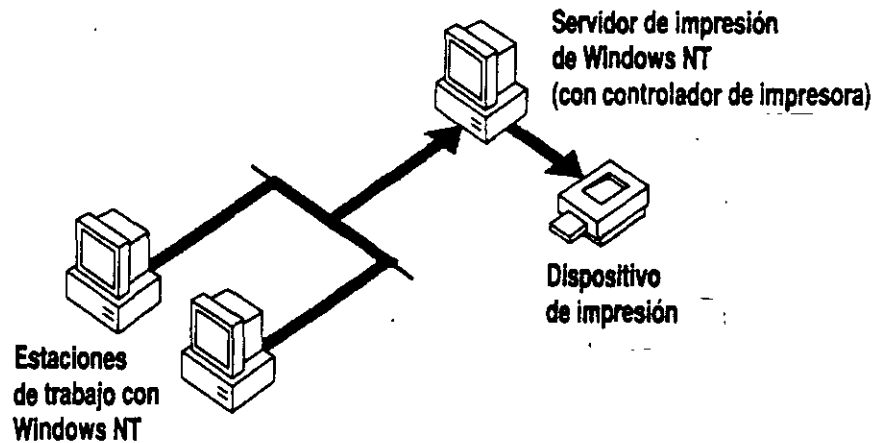 Servidor de impresión
de Windows NT
(con controlador de impresora)
Dispositivo
de impresión
Estaciones
de trabajo con
Windows NT